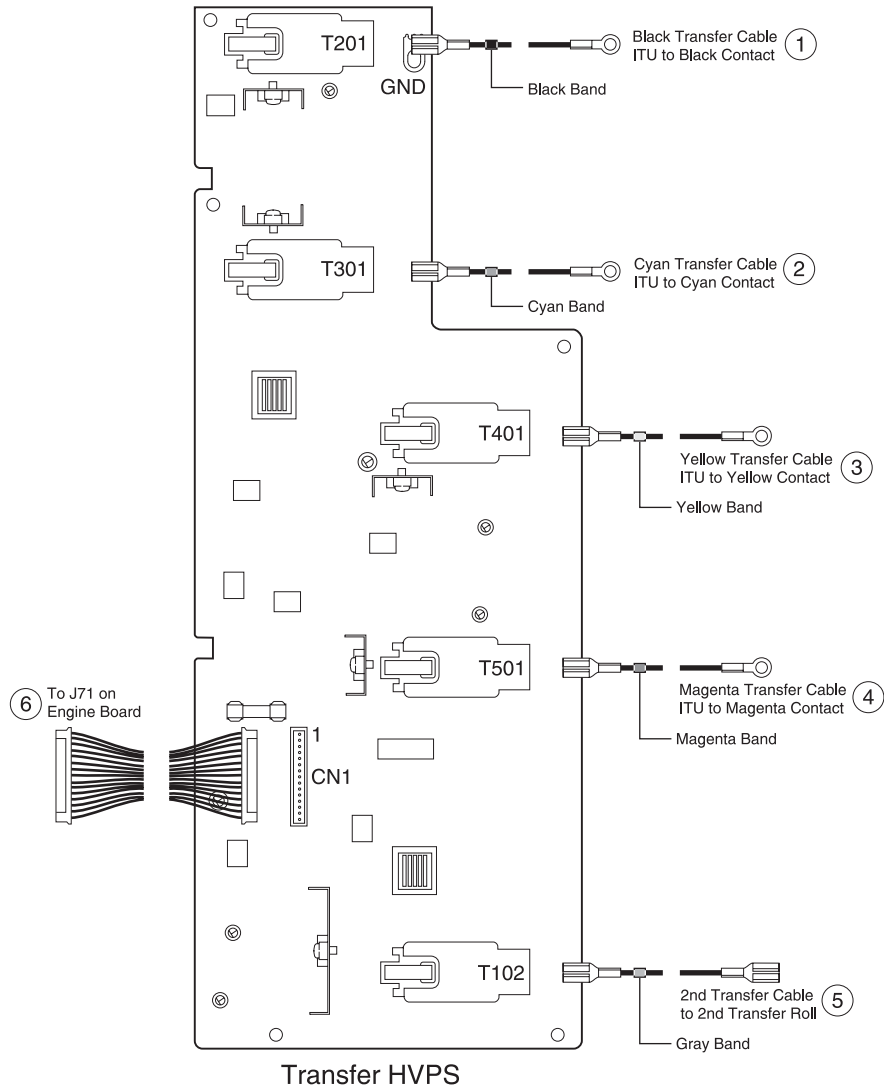 T201
GND
Black Transfer Cable
ITU to Black Contact
1
Black Band
T301
Cyan Transfer Cable
ITU to Cyan Contact
2
Cyan Band
T401
Yellow Transfer Cable
ITU to Yellow Contact
3
Yellow Band
T501
Magenta Transfer Cable
ITU to Magenta Contact
4
Magenta Band
6
To J71 on
Engine Board
1
CN1
T102
2nd Transfer Cable
to 2nd Transfer Roll
5
Gray Band
Transfer HVPS